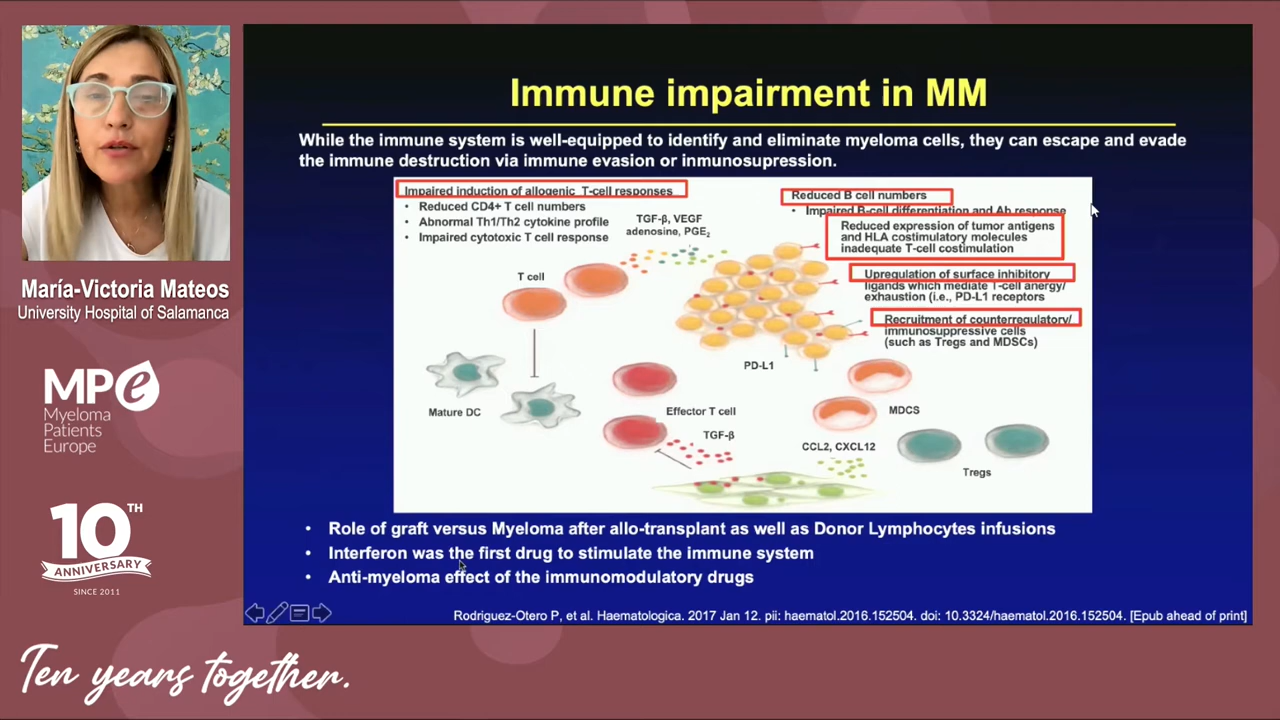 Immune impairment in MM
While the immune system is well-equipped to identify and eliminate myeloma cells, they can escape and evade
the immune destruction via immune evasion or inmunosupression.
Impaired induction of allogenic T-cell responses
• Reduced CD4+ T cell numbers
• Abnormal Th1/Th2 cytokine profile
• Impaired cytotoxic T cell response
TGF-β, VEGF
adenosine, PGE2
Reduced B cell numbers
• Impaired B-cell differentiation and Ab response
Reduced expression of tumor antigens
and HLA costimulatory molecules
inadequate T-cell costimulation
Upregulation of surface inhibitory
ligands which mediate T-cell anergy/
exhaustion (i.e., PD-L1 receptors
Recruitment of counterregulatory/
immunosuppressive cells
(such as Tregs and MDSCs)
T cell
PD-L1
Mature DC
Effector T cell
MDCS
TGF-β
CCL2, CXCL12
Tregs
• Role of graft versus Myeloma after allo-transplant as well as Donor Lymphocytes infusions
• Interferon was the first drug to stimulate the immune system
• Anti-myeloma effect of the immunomodulatory drugs
Rodriguez-Otero P, et al. Haematologica. 2017 Jan 12. pii: haematol.2016.152504. doi: 10.3324/haematol.2016.152504. [Epub ahead of print]
María-Victoria Mateos
University Hospital of Salamanca
MPe
Myeloma
Patients
Europe
10TH
ANNIVERSARY
SINCE 2011
Ten years together.